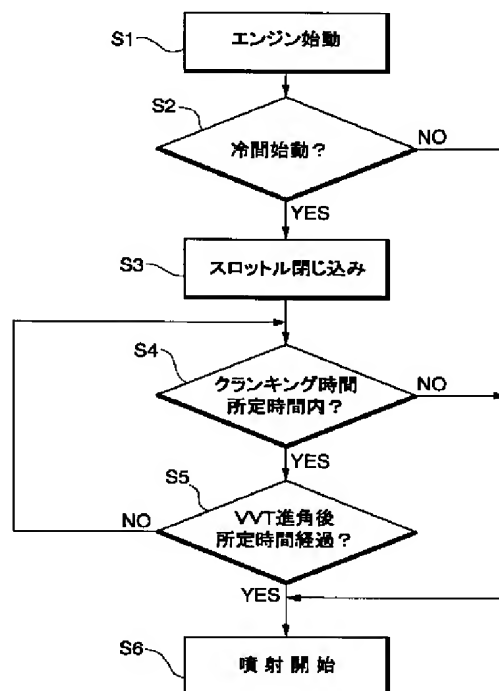 S1
エンジン始動
S2
冷間始動？
NO
YES
S3
スロットル閉じ込み
S4
クランキング時間
所定時間内？
NO
YES
S5
VVT進角後
所定時間経過？
NO
YES
S6
噴射開始